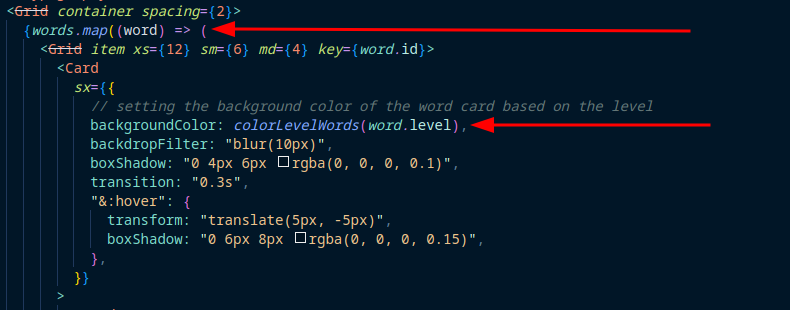 <Grid container spacing={2}>
{words.map((word) => (
<Grid item xs={12} sm={6} md={4} key={word.id}>
<Card
sx={{
// setting the background color of the word card based on the level
backgroundColor: colorLevelWords(word.level),
backdropFilter: "blur(10px)",
boxShadow: "0 4px 6px rgba(0, 0, 0, 0.1)",
transition: "0.3s",
"&:hover": {
transform: "translate(5px, -5px)",
boxShadow: "0 6px 8px rgba(0, 0, 0, 0.15)",
},
}}
>